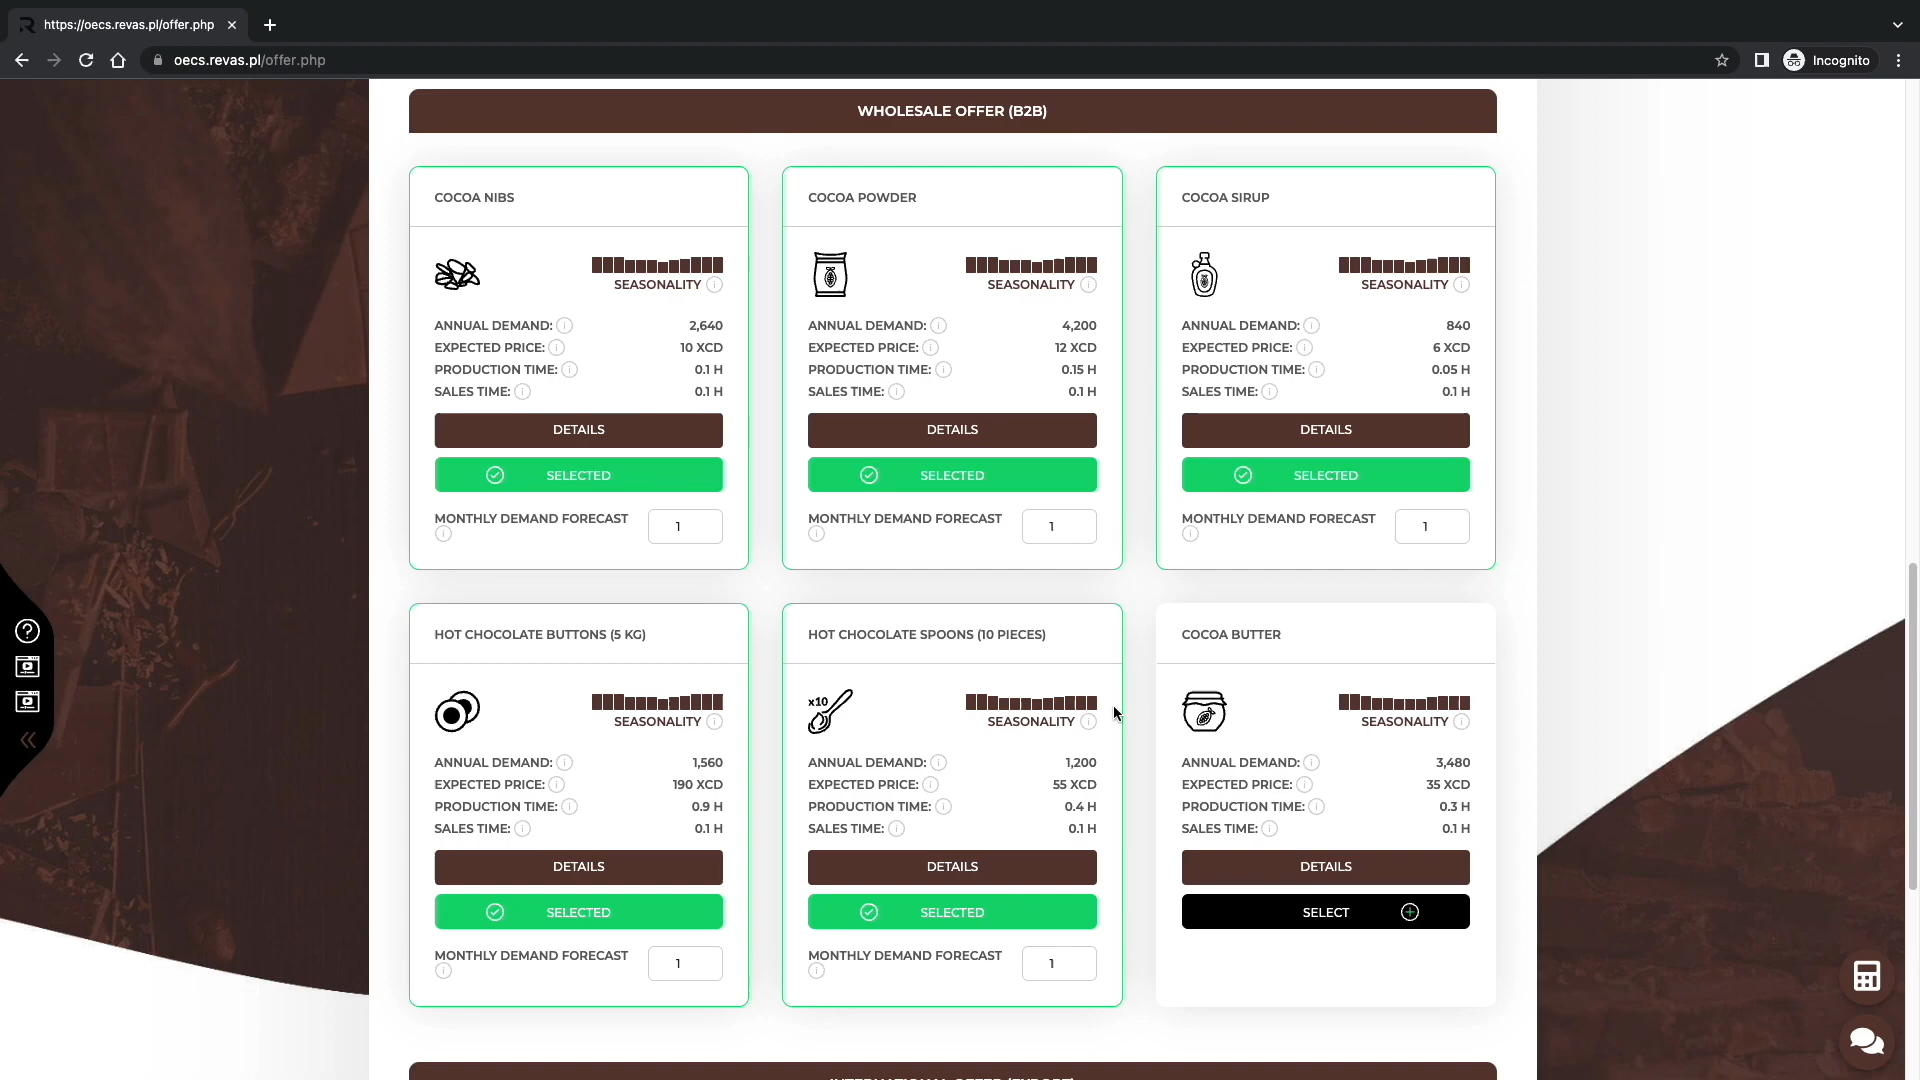 https://oecs.revas.pl/offer.php
oecs.revas.pl/offer.php
Incognito
WHOLESALE OFFER (B2B)
COCOA NIBS
SEASONALITY
ANNUAL DEMAND: 2,640
EXPECTED PRICE: 10 XCD
PRODUCTION TIME: 0.1 H
SALES TIME: 0.1 H
DETAILS
SELECTED
MONTHLY DEMAND FORECAST 1
COCOA POWDER
SEASONALITY
ANNUAL DEMAND: 4,200
EXPECTED PRICE: 12 XCD
PRODUCTION TIME: 0.15 H
SALES TIME: 0.1 H
DETAILS
SELECTED
MONTHLY DEMAND FORECAST 1
COCOA SIRUP
SEASONALITY
ANNUAL DEMAND: 840
EXPECTED PRICE: 6 XCD
PRODUCTION TIME: 0.05 H
SALES TIME: 0.1 H
DETAILS
SELECTED
MONTHLY DEMAND FORECAST 1
HOT CHOCOLATE BUTTONS (5 KG)
SEASONALITY
ANNUAL DEMAND: 1,560
EXPECTED PRICE: 190 XCD
PRODUCTION TIME: 0.9 H
SALES TIME: 0.1 H
DETAILS
SELECTED
MONTHLY DEMAND FORECAST 1
HOT CHOCOLATE SPOONS (10 PIECES)
x10
SEASONALITY
ANNUAL DEMAND: 1,200
EXPECTED PRICE: 55 XCD
PRODUCTION TIME: 0.4 H
SALES TIME: 0.1 H
DETAILS
SELECTED
MONTHLY DEMAND FORECAST 1
COCOA BUTTER
SEASONALITY
ANNUAL DEMAND: 3,480
EXPECTED PRICE: 35 XCD
PRODUCTION TIME: 0.3 H
SALES TIME: 0.1 H
DETAILS
SELECT